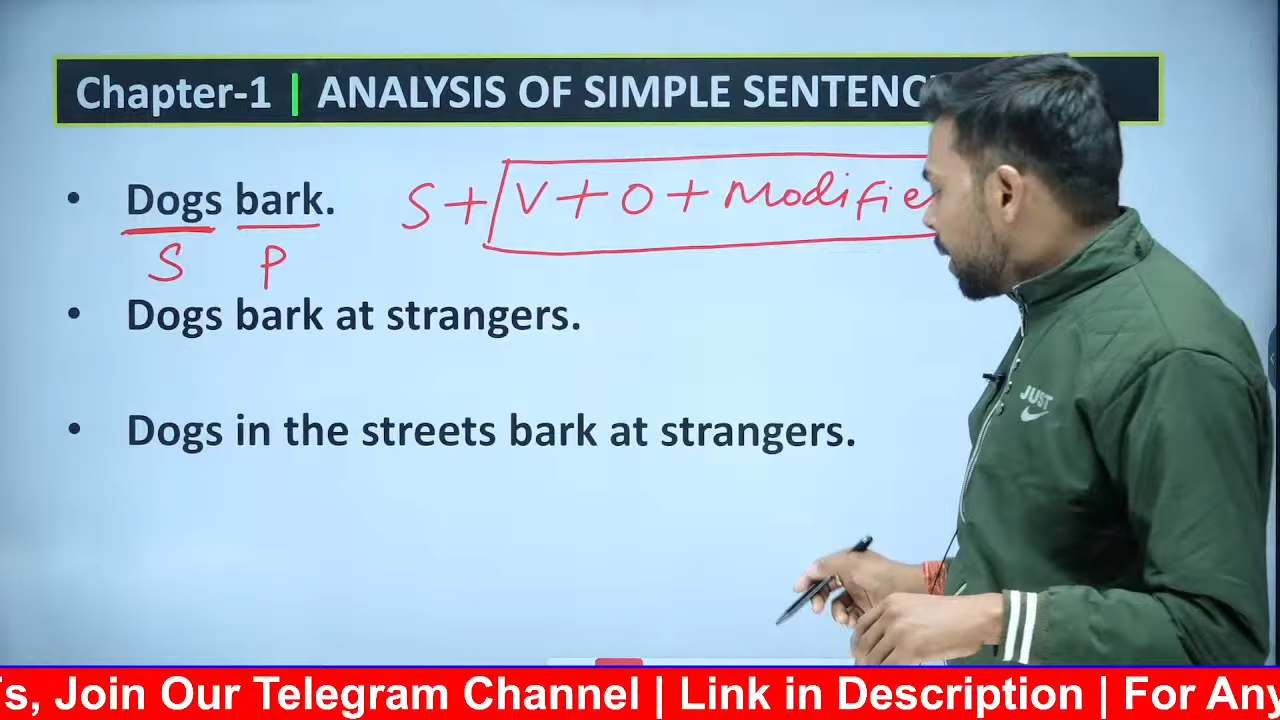 Chapter-1 | ANALYSIS OF SIMPLE SENTENC
• Dogs bark. S + V + O + Modifie
S P
• Dogs bark at strangers.
• Dogs in the streets bark at strangers.
JUST
Ts, Join Our Telegram Channel | Link in Description | For Any